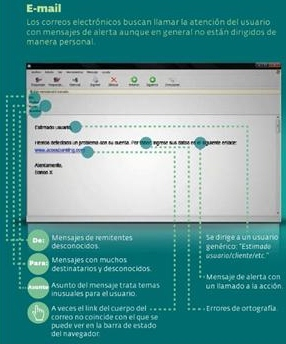 E-mail
Los correos electrónicos buscan llamar la atención del usuario
con mensajes de alerta aunque en general no están dirigidos de
manera personal.
Estimado usuario
Hemos detectado un problema con su cuenta. Por ingrese sus datos en el siguiente enlace:
Atentamente,
Banco X
De:
Mensajes de remitentes
desconocidos.
Para:
Mensajes con muchos
destinatarios y desconocidos.
Asunto
Asunto del mensaje trata temas
inusuales para el usuario.
A veces el link del cuerpo del
correo no coincide con el que se
puede ver en la barra de estado
del navegador.
Se dirige a un usuario
genérico: "Estimado
usuario/cliente/etc."
Mensaje de alerta con
un llamado a la acción.
Errores de ortografía.